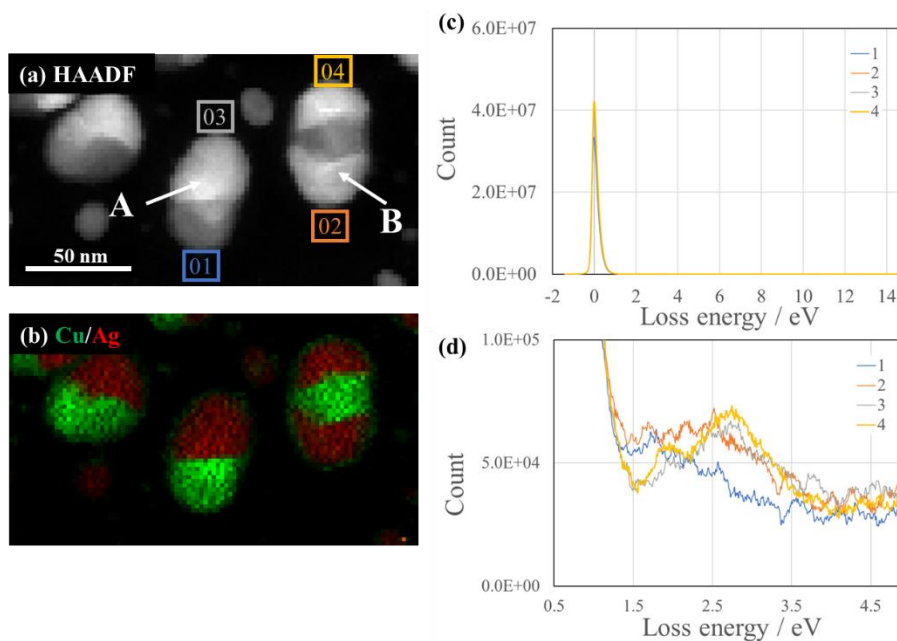 (a) HAADF
04
03
A
B
02
01
50 nm
(b) Cu/Ag
(c)
6.0E+07
4.0E+07
2.0E+07
0.0E+00
Count
-2 0 2 4 6 8 10 12 14
Loss energy / eV
1
2
3
4
(d)
1.0E+05
5.0E+04
0.0E+00
Count
0.5 1.5 2.5 3.5 4.5
Loss energy / eV
1
2
3
4